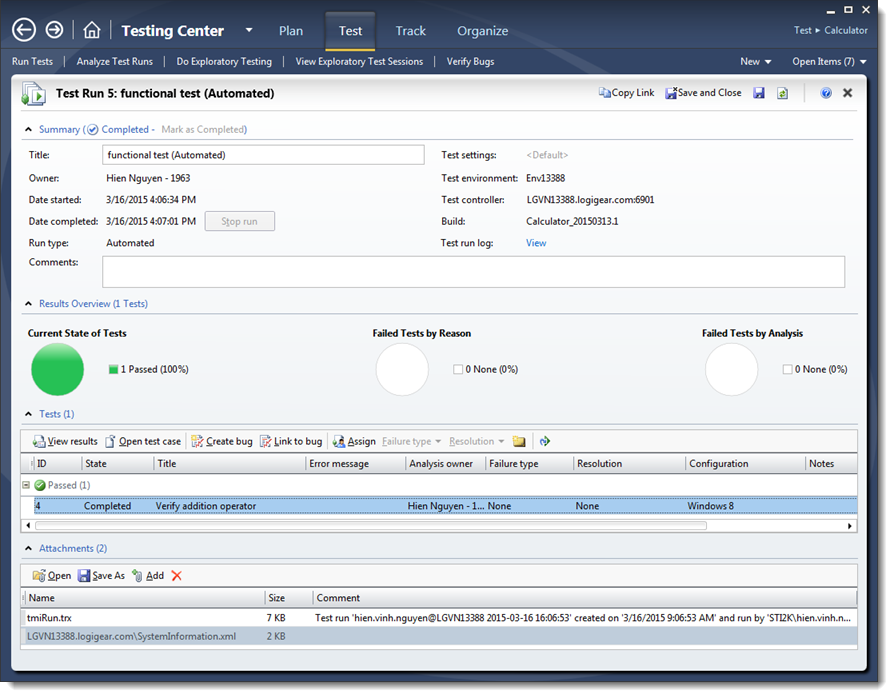 Testing Center Plan Test Track Organize Test ▸ Calculator
Run Tests Analyze Test Runs Do Exploratory Testing View Exploratory Test Sessions Verify Bugs New Open Items (7)
Test Run 5: functional test (Automated) Copy Link Save and Close
Summary ( Completed - Mark as Completed)
Title: functional test (Automated) Test settings: <Default>
Owner: Hien Nguyen - 1963 Test environment: Env13388
Date started: 3/16/2015 4:06:34 PM Test controller: LGVN13388.logigear.com:6901
Date completed: 3/16/2015 4:07:01 PM Stop run Build: Calculator_20150313.1
Run type: Automated Test run log: View
Comments:
Results Overview (1 Tests)
Current State of Tests Failed Tests by Reason Failed Tests by Analysis
1 Passed (100%) 0 None (0%) 0 None (0%)
Tests (1)
View results Open test case Create bug Link to bug Assign Failure type Resolution
ID State Title Error message Analysis owner Failure type Resolution Configuration Notes
Passed (1)
4 Completed Verify addition operator Hien Nguyen - 1... None None Windows 8
Attachments (2)
Open Save As Add
Name Size Comment
tmiRun.trx 7 KB Test run 'hien.vinh.nguyen@LGVN13388 2015-03-16 16:06:53' created on '3/16/2015 9:06:53 AM' and run by 'STI2K\hien.vinh.n...
LGVN13388.logigear.com\SystemInformation.xml 2 KB